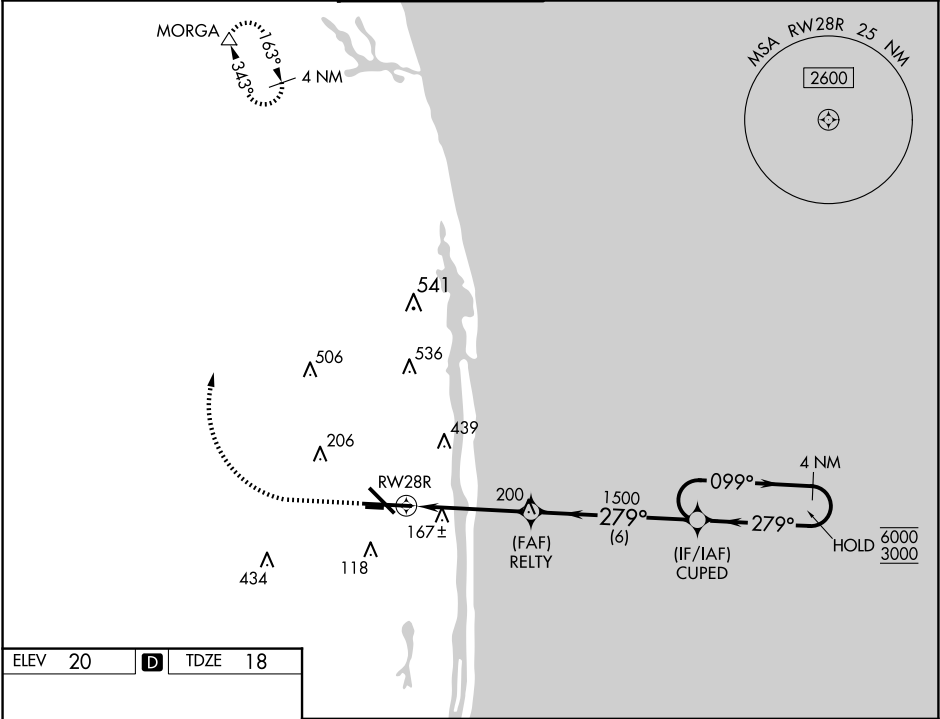 MORGA
163°
343°
4 NM
MSA RW28R 25 NM
2600
541
506
536
206
439
RW28R
4 NM
099°
200
1500
279°
279°
167±
(6)
(FAF)
RELTY
(IF/IAF)
CUPED
HOLD
6000
3000
434
118
ELEV 20 D TDZE 18